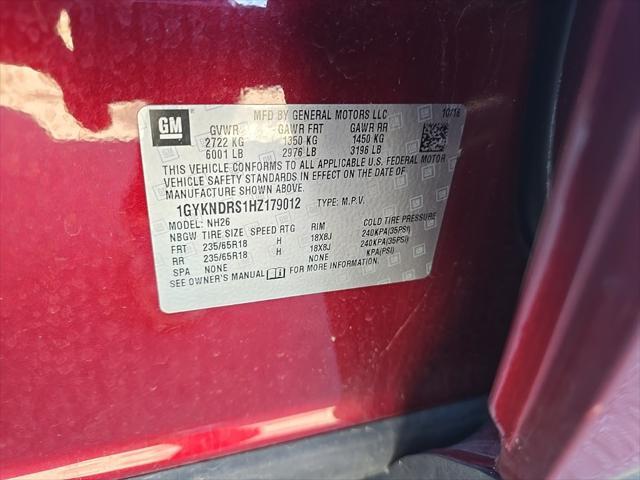 GM
MFD BY GENERAL MOTORS LLC 10/16
GVWR GAWR FRT GAWR RR
2722 KG 1350 KG 1450 KG
6001 LB 2976 LB 3196 LB
THIS VEHICLE CONFORMS TO ALL APPLICABLE U.S. FEDERAL MOTOR
VEHICLE SAFETY STANDARDS IN EFFECT ON THE DATE OF
MANUFACTURE SHOWN ABOVE.
1GYKNDRS1HZ179012 TYPE: M.P.V.
MODEL: NH26
NBGW TIRE SIZE SPEED RTG RIM COLD TIRE PRESSURE
FRT 235/65R18 H 18X8J 240KPA(35PSI)
RR 235/65R18 H 18X8J 240KPA(35PSI)
SPA NONE NONE KPA(PSI)
SEE OWNER'S MANUAL FOR MORE INFORMATION.